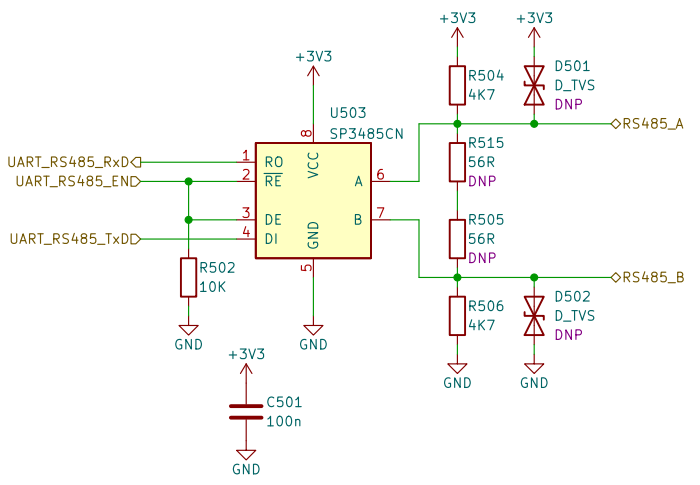 +3V3
+3V3
+3V3
R504
4K7
D501
D_TVS
DNP
U503
SP3485CN
RS485_A
8
VCC
R515
56R
DNP
UART_RS485_RxD
1
RO
UART_RS485_EN
2
RE
A
6
R505
56R
DNP
3
DE
B
7
UART_RS485_TxD
4
DI
GND
5
R502
10K
RS485_B
R506
4K7
D502
D_TVS
DNP
GND
GND
GND
GND
+3V3
C501
100n
GND